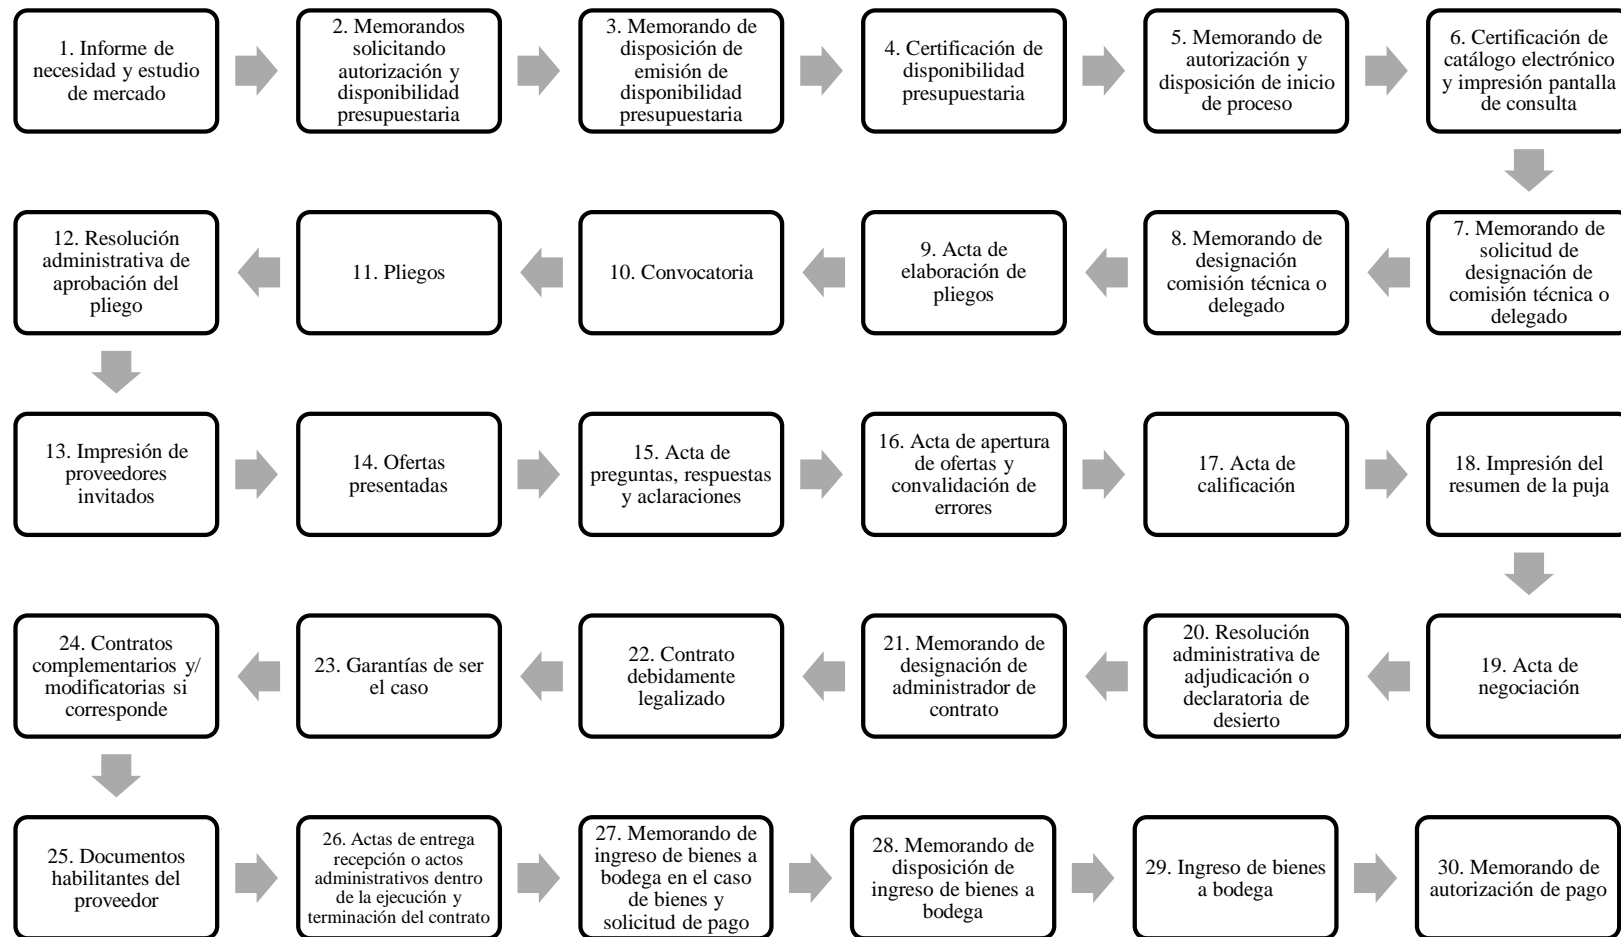 1. Informe de
necesidad y estudio
de mercado
2. Memorandos
solicitando
autorización y
disponibilidad
presupuestaria
3. Memorando de
disposición de
emisión de
disponibilidad
presupuestaria
4. Certificación de
disponibilidad
presupuestaria
5. Memorando de
autorización y
disposición de inicio
de proceso
6. Certificación de
catálogo electrónico
y impresión pantalla
de consulta
7. Memorando de
solicitud de
designación de
comisión técnica o
delegado
8. Memorando de
designación
comisión técnica o
delegado
9. Acta de
elaboración de
pliegos
10. Convocatoria
11. Pliegos
12. Resolución
administrativa de
aprobación del
pliego
13. Impresión de
proveedores
invitados
14. Ofertas
presentadas
15. Acta de
preguntas, respuestas
y aclaraciones
16. Acta de apertura
de ofertas y
convalidación de
errores
17. Acta de
calificación
18. Impresión del
resumen de la puja
19. Acta de
negociación
20. Resolución
administrativa de
adjudicación o
declaratoria de
desierto
21. Memorando de
designación de
administrador de
contrato
22. Contrato
debidamente
legalizado
23. Garantías de ser
el caso
24. Contratos
complementarios y/
modificatorias si
corresponde
25. Documentos
habilitantes del
proveedor
26. Actas de entrega
recepción o actos
administrativos dentro
de la ejecución y
terminación del contrato
27. Memorando de
ingreso de bienes a
bodega en el caso
de bienes y
solicitud de pago
28. Memorando de
disposición de
ingreso de bienes a
bodega
29. Ingreso de bienes
a bodega
30. Memorando de
autorización de pago